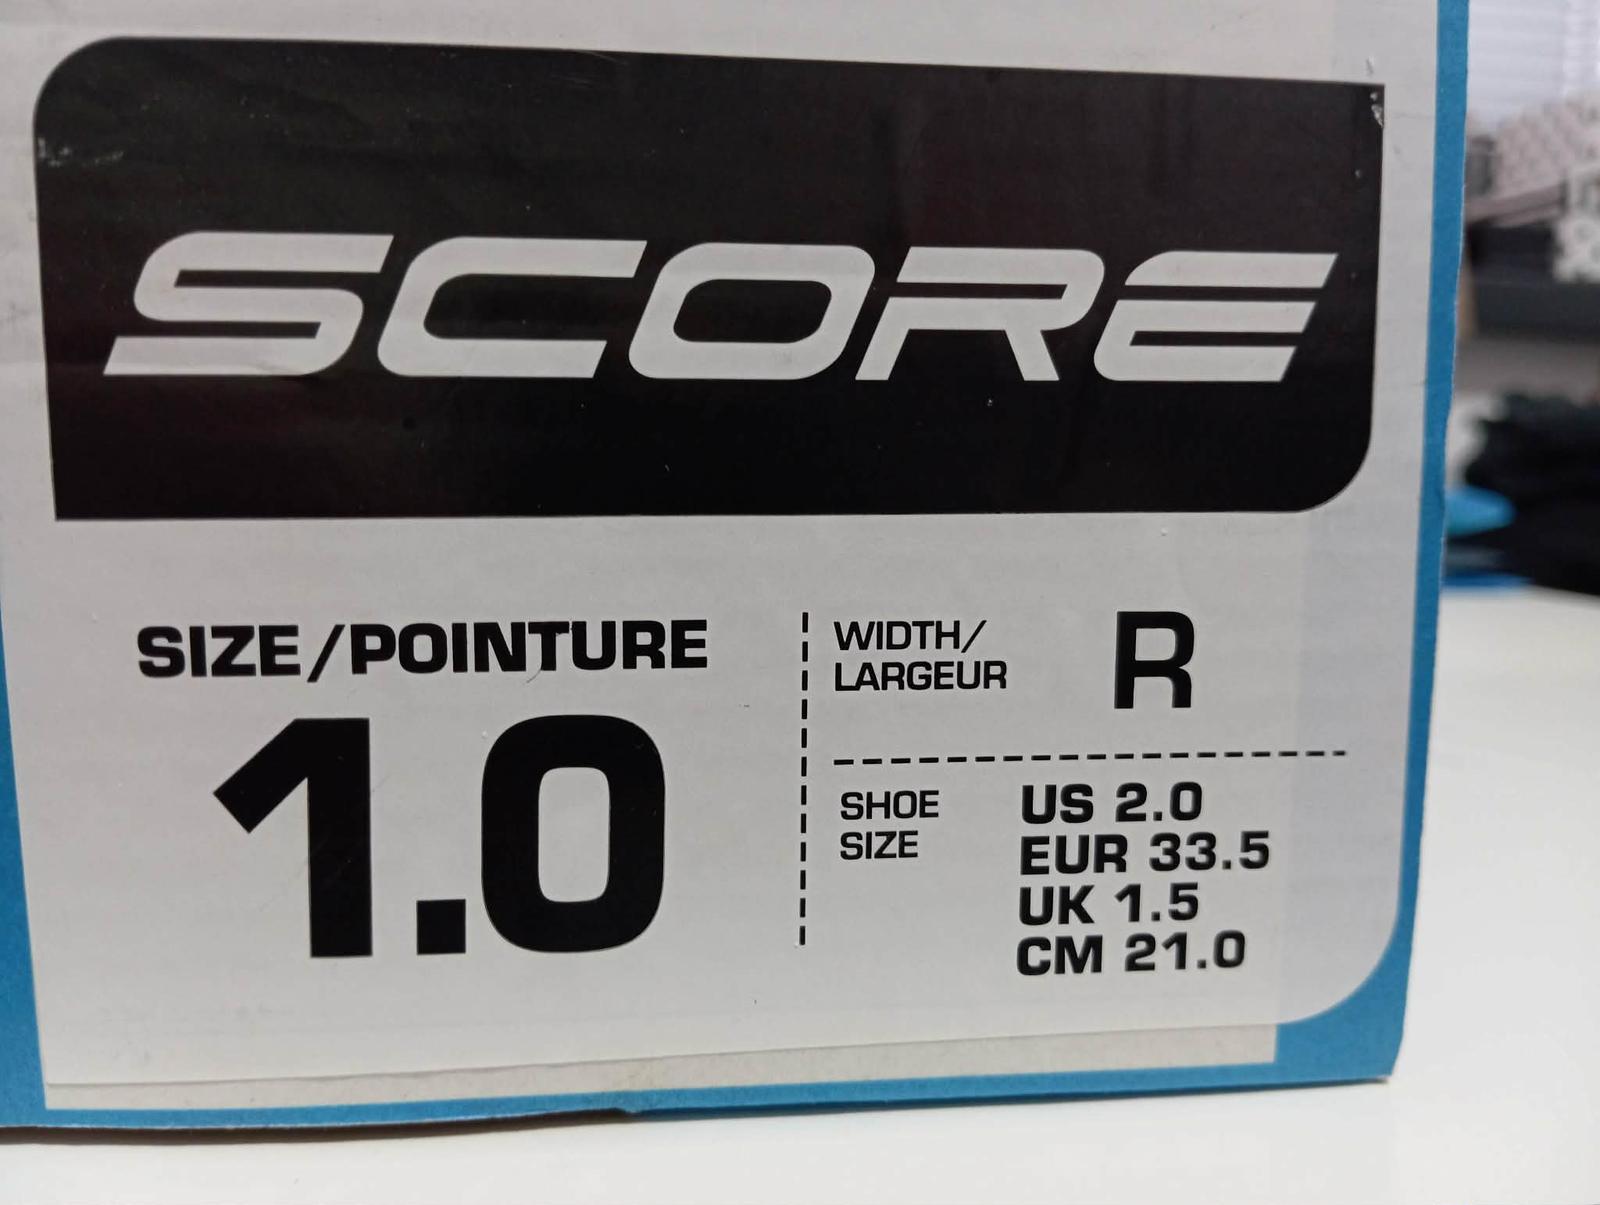 SCORE
SIZE/POINTURE
1.0
WIDTH/
LARGEUR
R
SHOE
SIZE
US 2.0
EUR 33.5
UK 1.5
CM 21.0